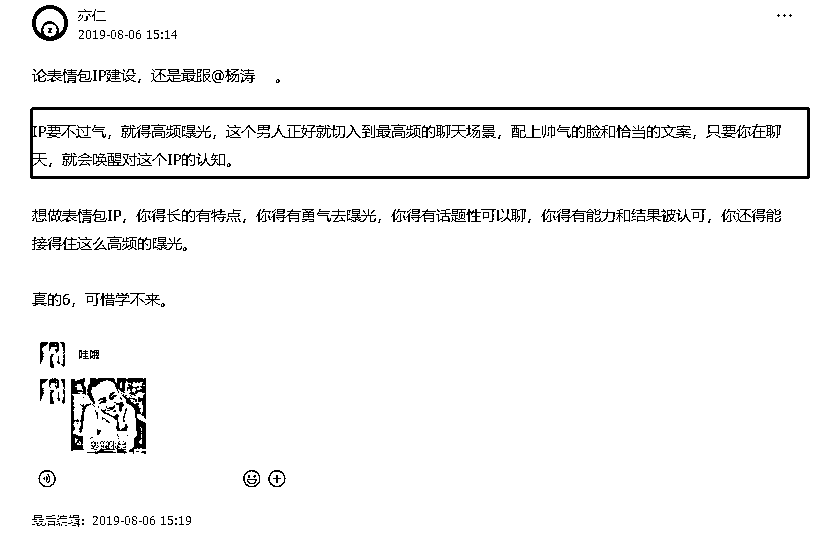 亦仁
2019-08-06 15:14
论表情包IP建设，还是最服@杨涛 。
IP要不过气，就得高频曝光，这个男人正好就切入到最高频的聊天场景，配上帅气的脸和恰当的文案，只要你在聊
天，就会唤醒对这个IP的认知。
想做表情包IP，你得长的有特点，你得有勇气去曝光，你得有话题性可以聊，你得有能力和结果被认可，你还得能
接得住这么高频的曝光。
真的6，可惜学不来。
哇哦
最后编辑：2019-08-06 15:19